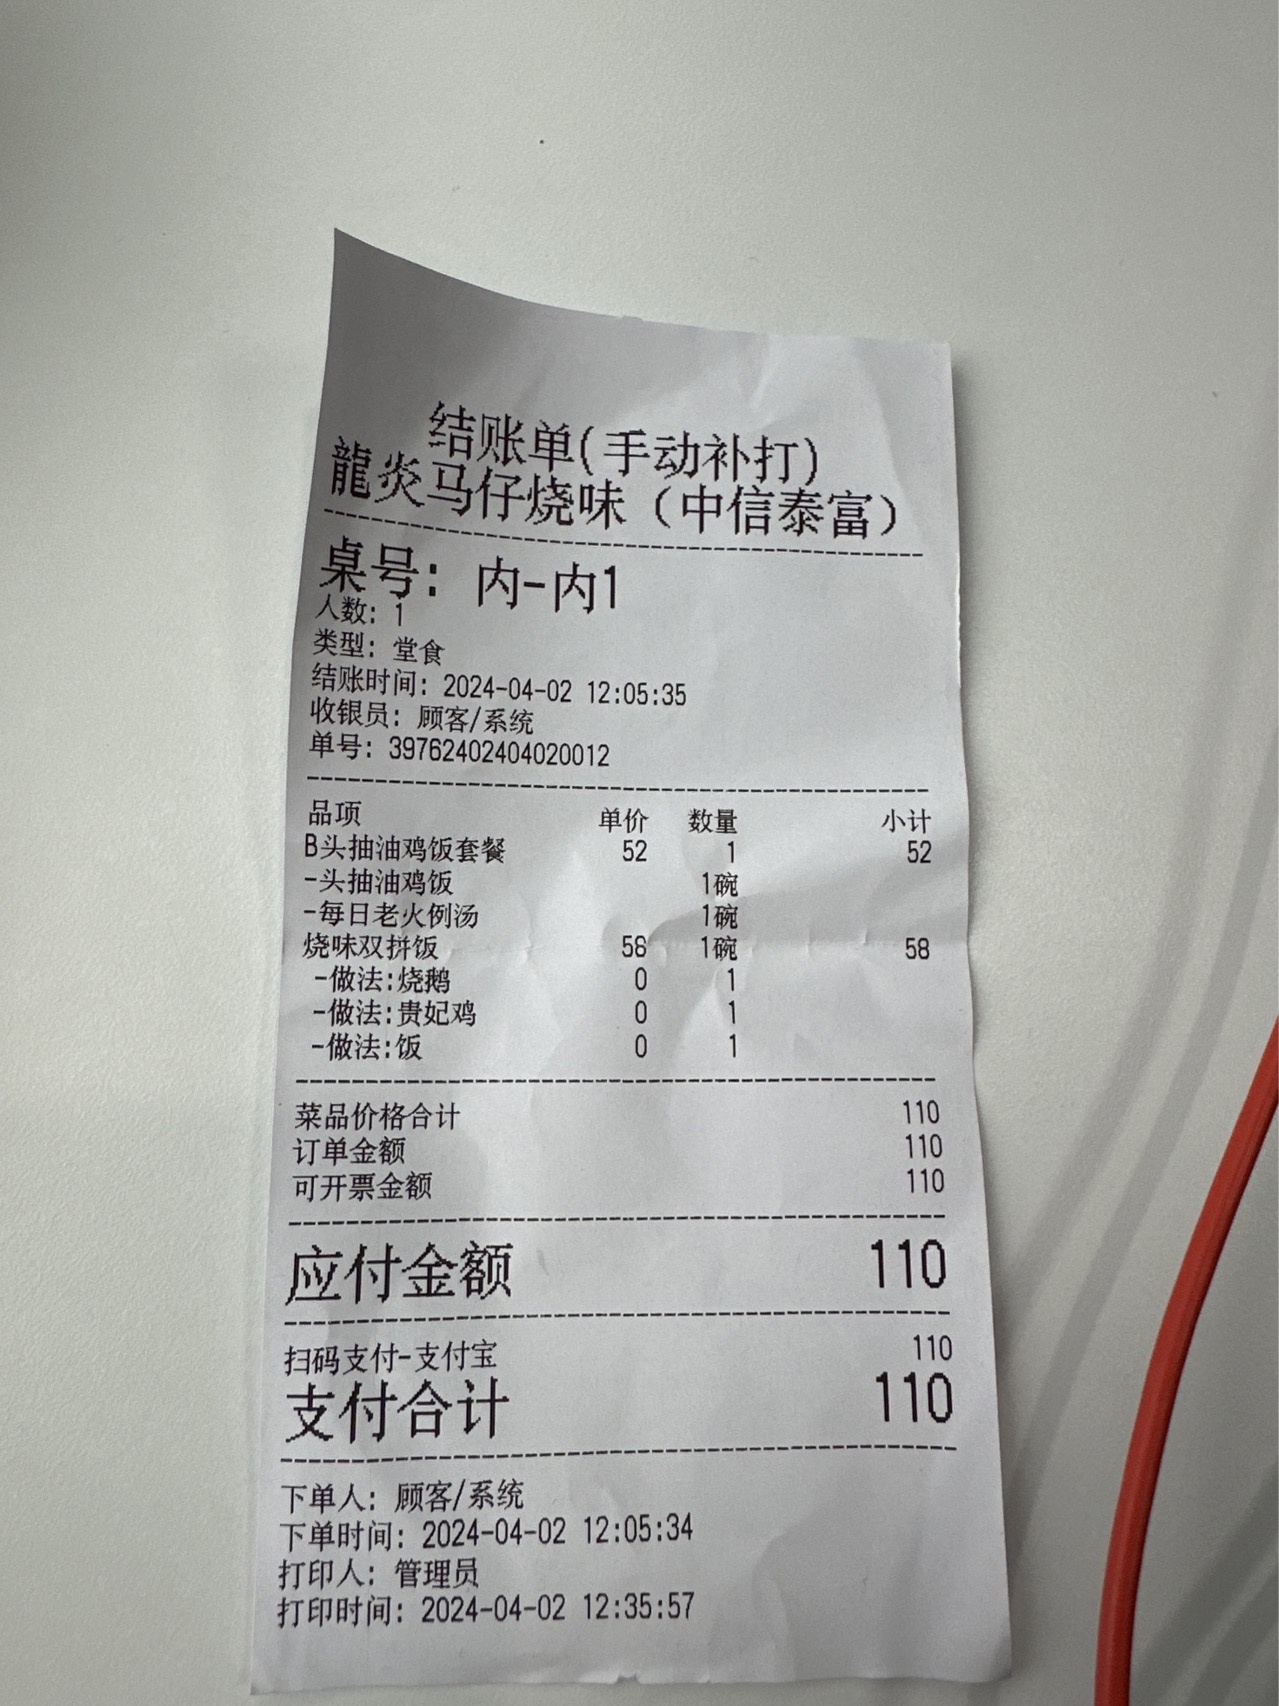 结账单(手动补打)
龍炎马仔烧味（中信泰富）
桌号: 内-内1
人数: 1
类型: 堂食
结账时间: 2024-04-02 12:05:35
收银员: 顾客/系统
单号: 39762402404020012
品项 单价 数量 小计
B头抽油鸡饭套餐 52 1 52
-头抽油鸡饭 1碗
-每日老火例汤 1碗
烧味双拼饭 58 1碗 58
-做法:烧鹅 0 1
-做法:贵妃鸡 0 1
-做法:饭 0 1
菜品价格合计 110
订单金额 110
可开票金额 110
应付金额 110
扫码支付-支付宝 110
支付合计 110
下单人: 顾客/系统
下单时间: 2024-04-02 12:05:34
打印人: 管理员
打印时间: 2024-04-02 12:35:57